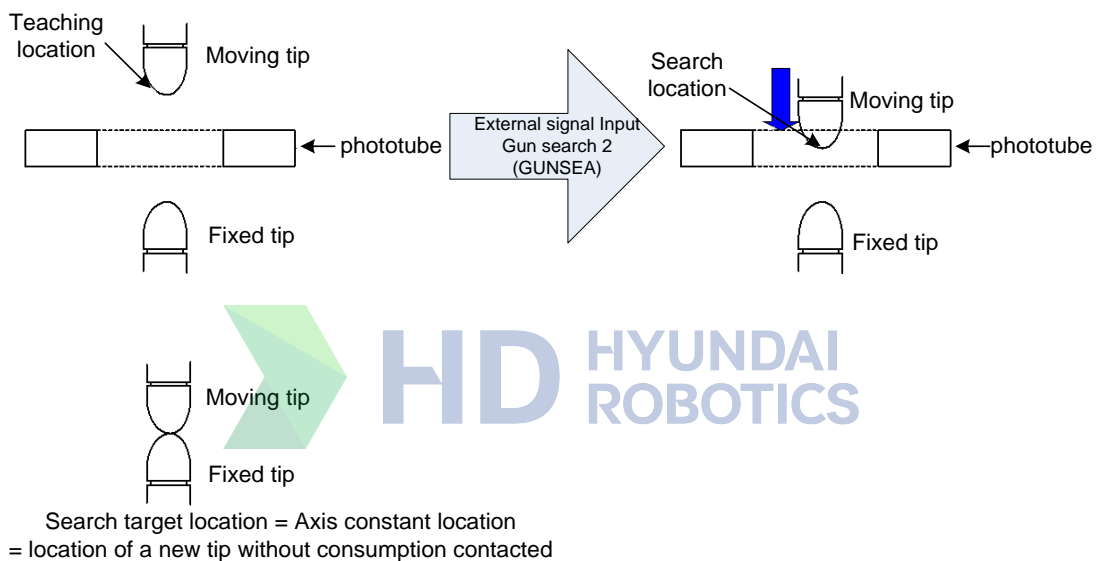 Teaching
location
Moving tip
phototube
Fixed tip
External signal Input
Gun search 2
(GUNSEA)
Search
location
Moving tip
phototube
Fixed tip
HD HYUNDAI
ROBOTICS
Moving tip
Fixed tip
Search target location = Axis constant location
= location of a new tip without consumption contacted